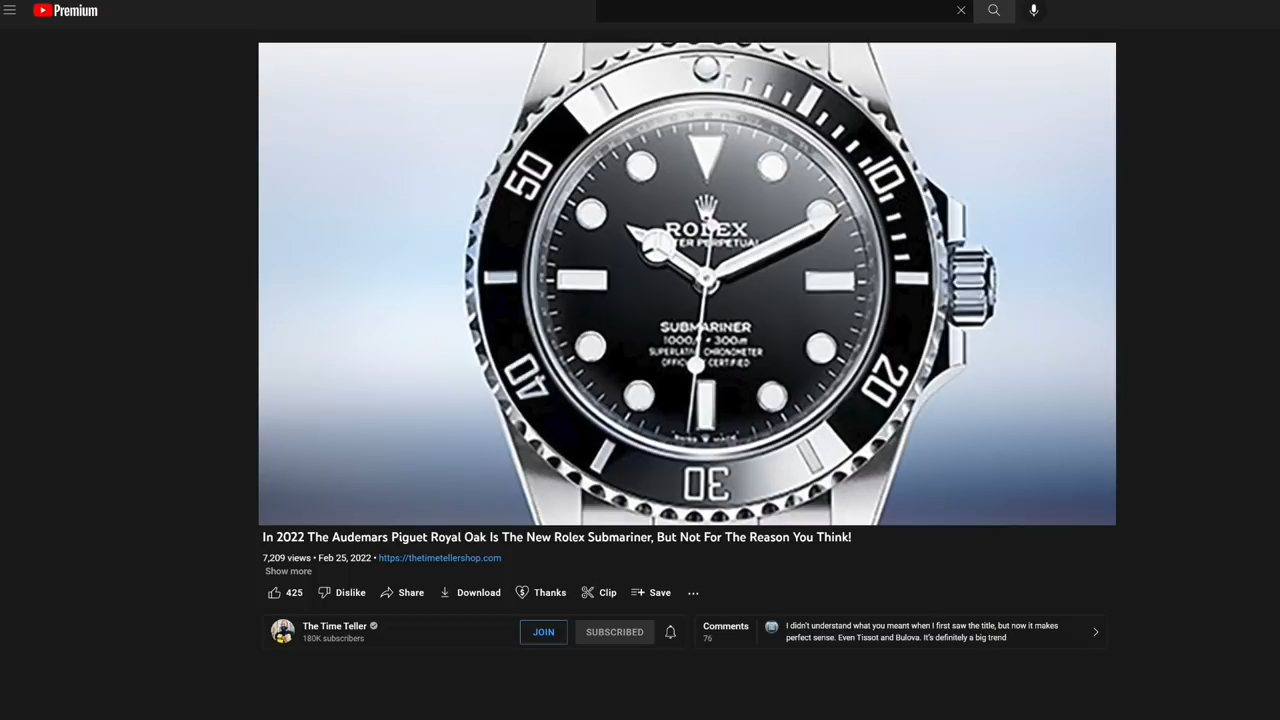 Premium
50
10
ROLEX
PERPETUAL
SUBMARINER
300m
SUPERLATIVE CHRONOMETER
CERTIFIED
40
20
SWISS MADE
30
In 2022 The Audemars Piguet Royal Oak Is The New Rolex Submariner, But Not For The Reason You Think!
7,209 views • Feb 25, 2022 • https://thetimetellershop.com
Show more
425 Dislike Share Download Thanks Clip Save ...
The Time Teller
180K subscribers
JOIN SUBSCRIBED
Comments
76
I didn't understand what you meant when I first saw the title, but now it makes
perfect sense. Even Tissot and Bulova. It's definitely a big trend